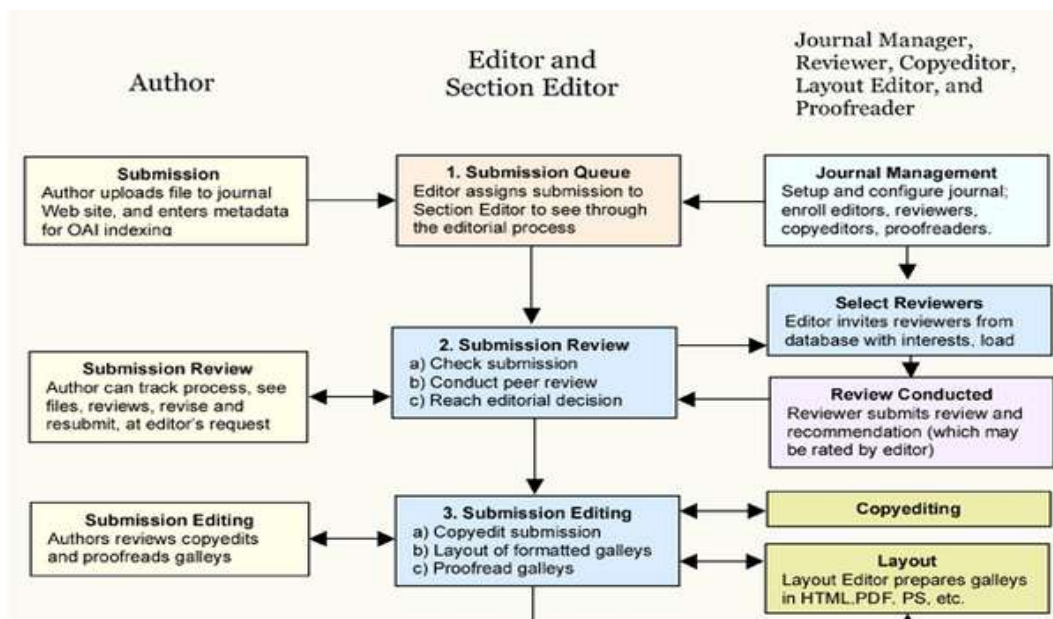 Author
Editor and
Section Editor
Journal Manager,
Reviewer, Copyeditor,
Layout Editor, and
Proofreader
Submission
Author uploads file to journal
Web site, and enters metadata
for OAI indexing
1. Submission Queue
Editor assigns submission to
Section Editor to see through
the editorial process
Journal Management
Setup and configure journal;
enroll editors, reviewers,
copyeditors, proofreaders.
Select Reviewers
Editor invites reviewers from
database with interests, load
Submission Review
Author can track process, see
files, reviews, revise and
resubmit, at editor's request
2. Submission Review
a) Check submission
b) Conduct peer review
c) Reach editorial decision
Review Conducted
Reviewer submits review and
recommendation (which may
be rated by editor)
Submission Editing
Authors reviews copyedits
and proofreads galleys
3. Submission Editing
a) Copyedit submission
b) Layout of formatted galleys
c) Proofread galleys
Copyediting
Layout
Layout Editor prepares galleys
in HTML,PDF, PS, etc.